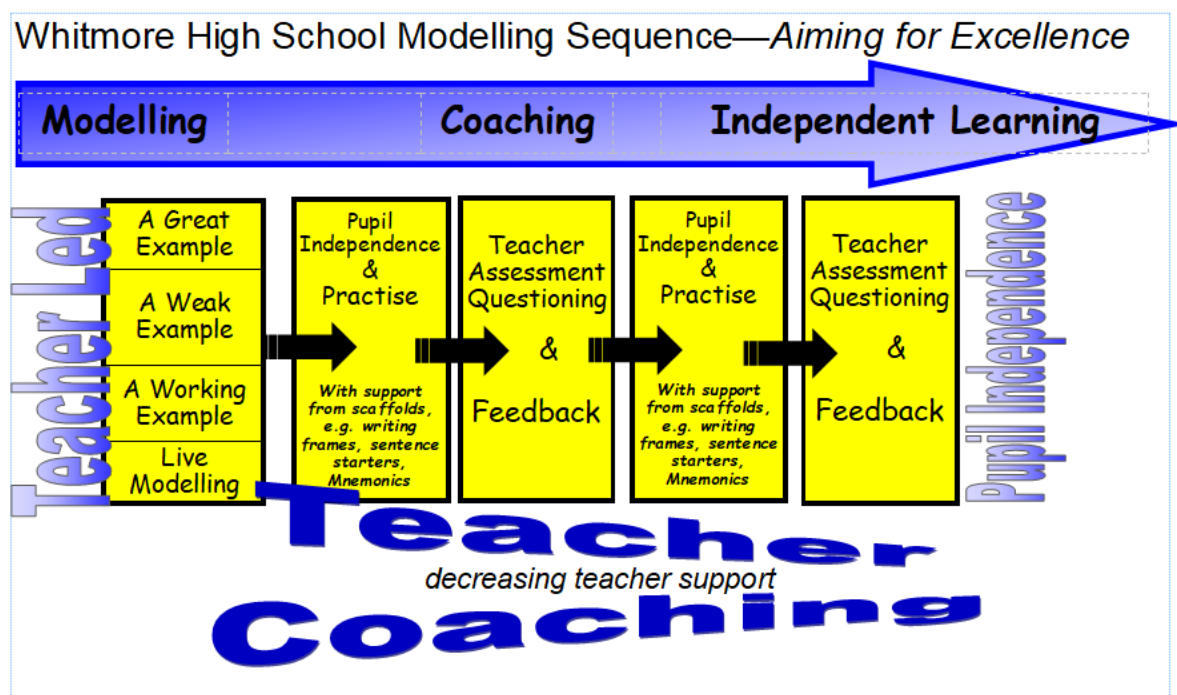 Whitmore High School Modelling Sequence—Aiming for Excellence
Modelling
Coaching
Independent Learning
Teacher Led
A Great
Example
A Weak
Example
A Working
Example
Live
Modelling
Pupil
Independence
&
Practise
With support
from scaffolds,
e.g. writing
frames, sentence
starters,
Mnemonics
Teacher
Assessment
Questioning
&
Feedback
Pupil
Independence
&
Practise
With support
from scaffolds,
e.g. writing
frames, sentence
starters,
Mnemonics
Teacher
Assessment
Questioning
&
Feedback
Pupil Independence
Teacher
decreasing teacher support
Coaching